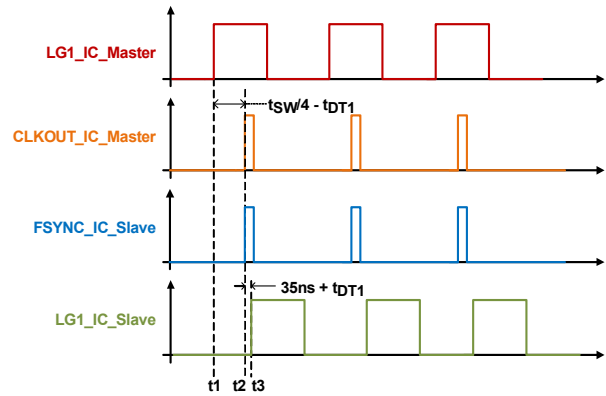 LG1_IC_Master
tSW/4 - tDT1
CLKOUT_IC_Master
FSYNC_IC_Slave
35ns + tDT1
LG1_IC_Slave
t1 t2 t3